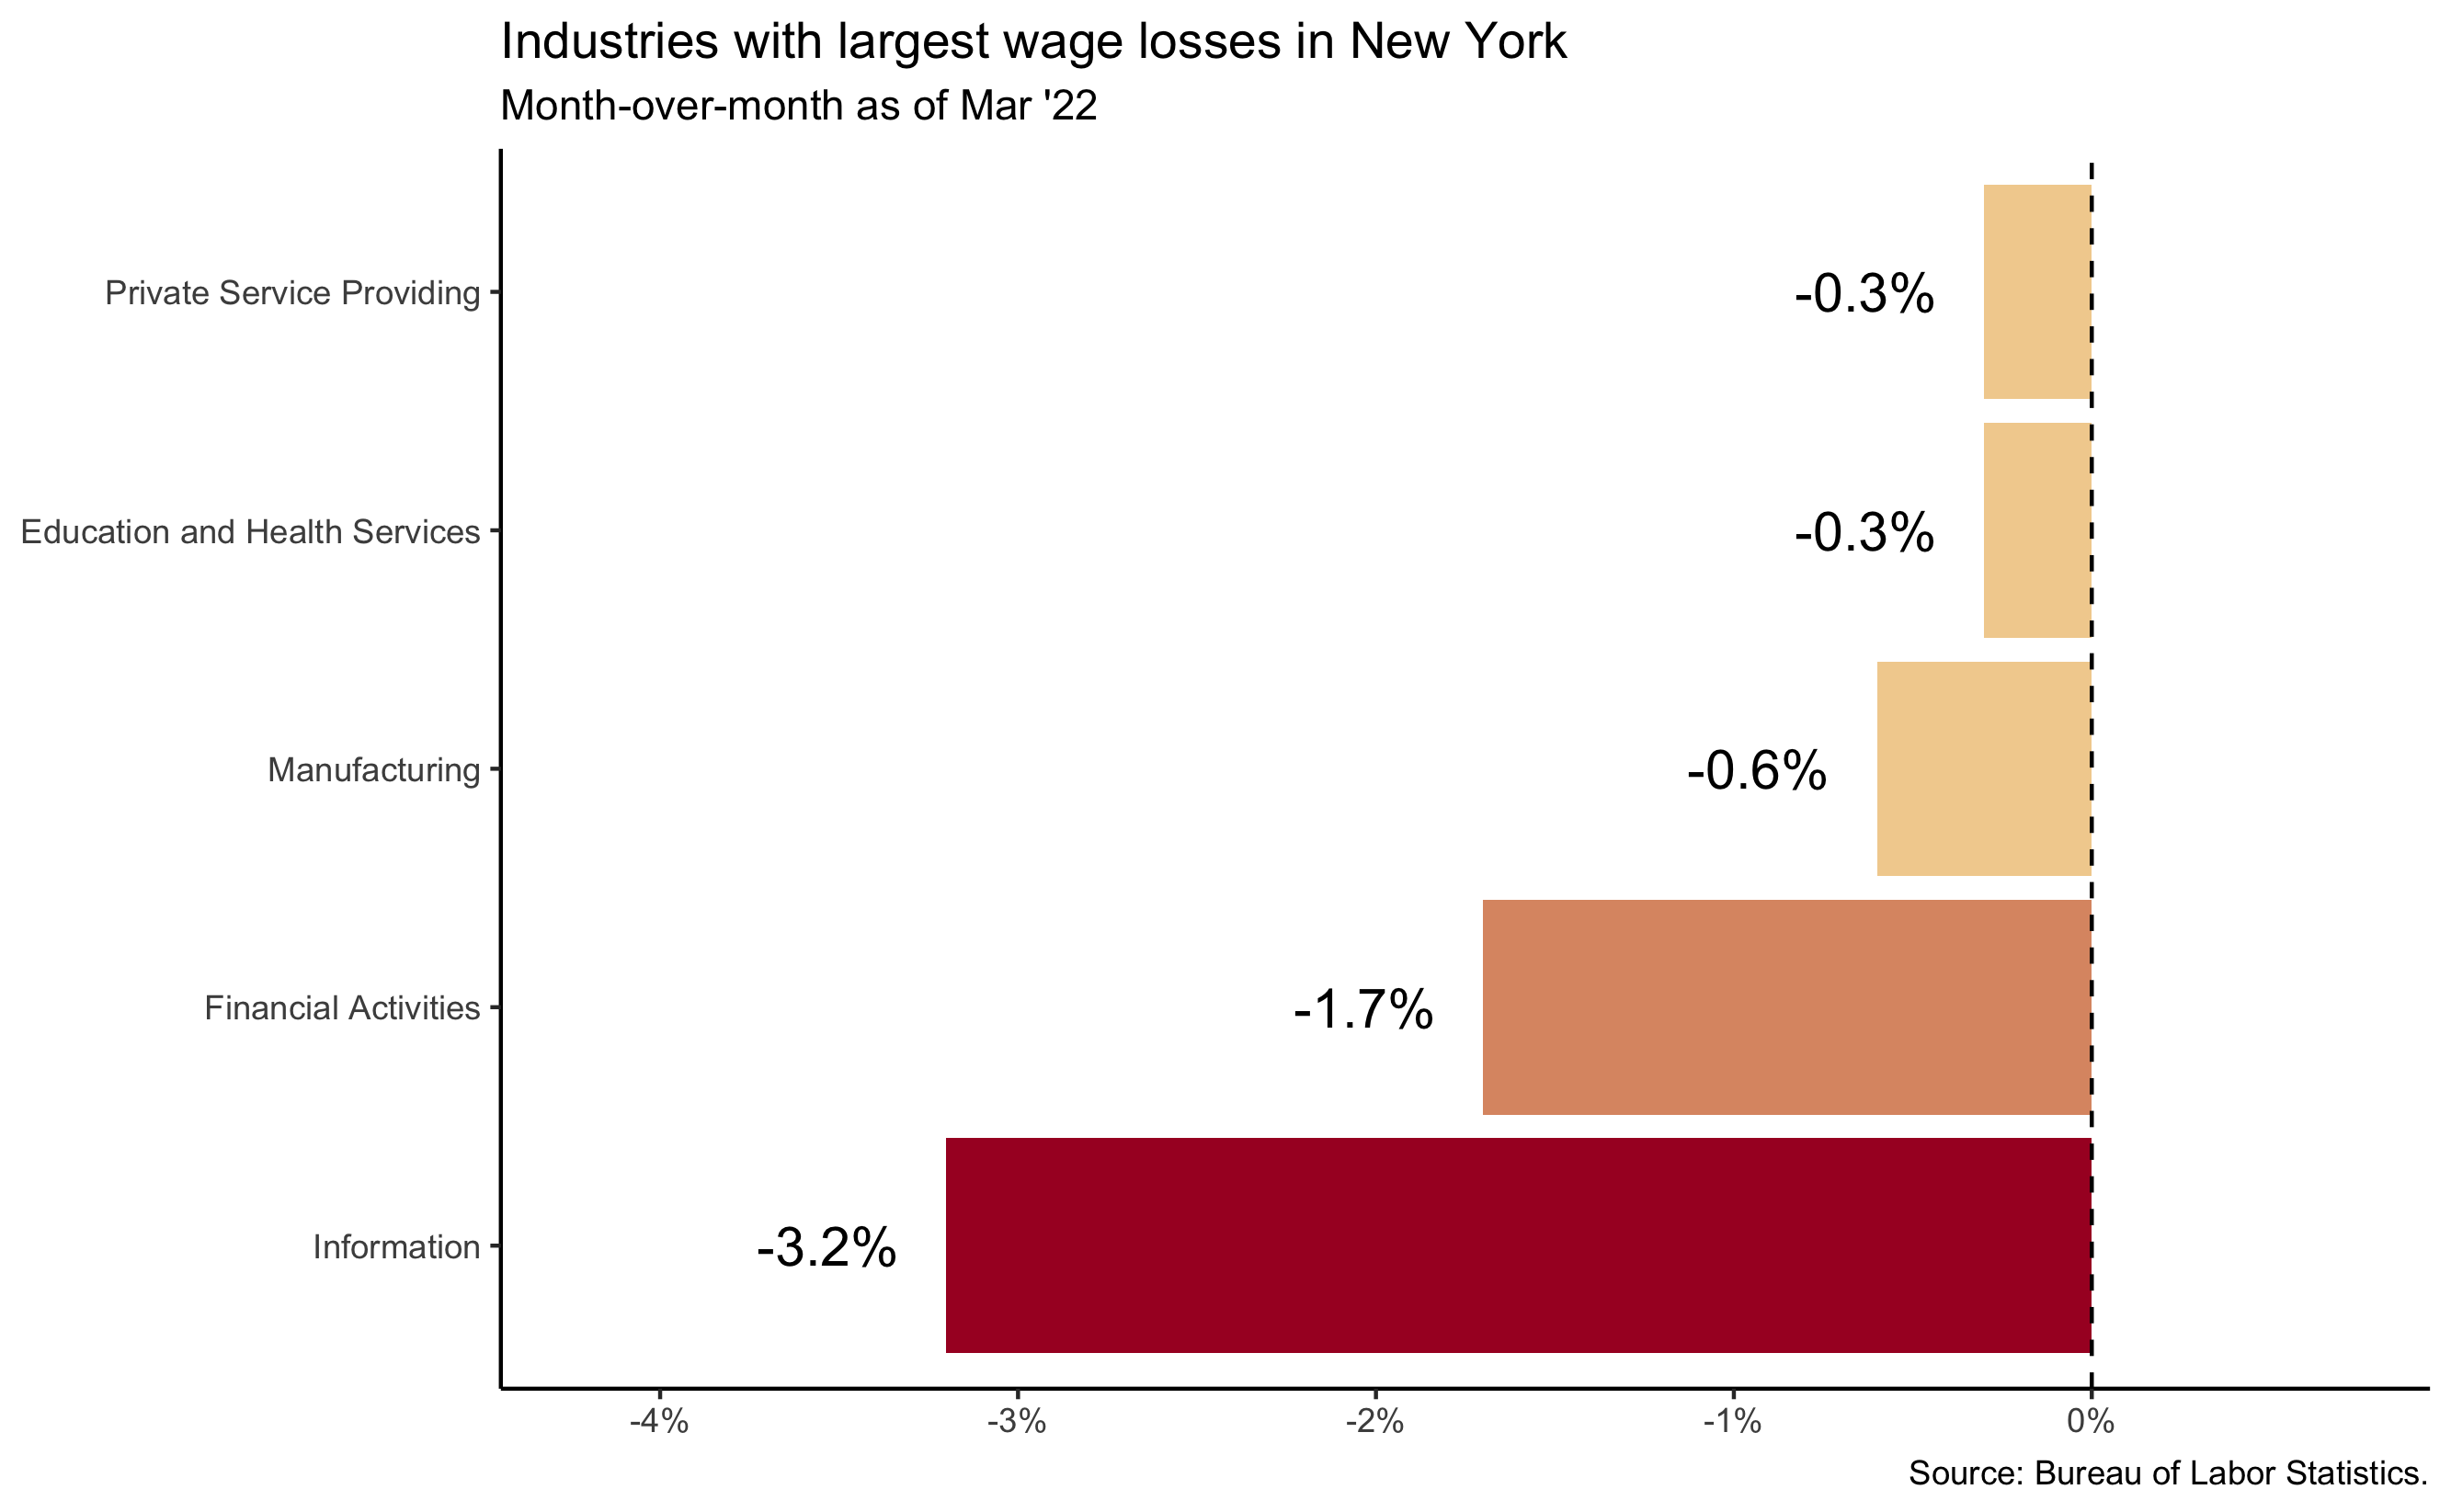 Industries with largest wage losses in New York
Month-over-month as of Mar '22
Private Service Providing
-0.3%
Education and Health Services
-0.3%
Manufacturing
-0.6%
Financial Activities
-1.7%
Information
-3.2%
-4%
-3%
-2%
-1%
0%
Source: Bureau of Labor Statistics.